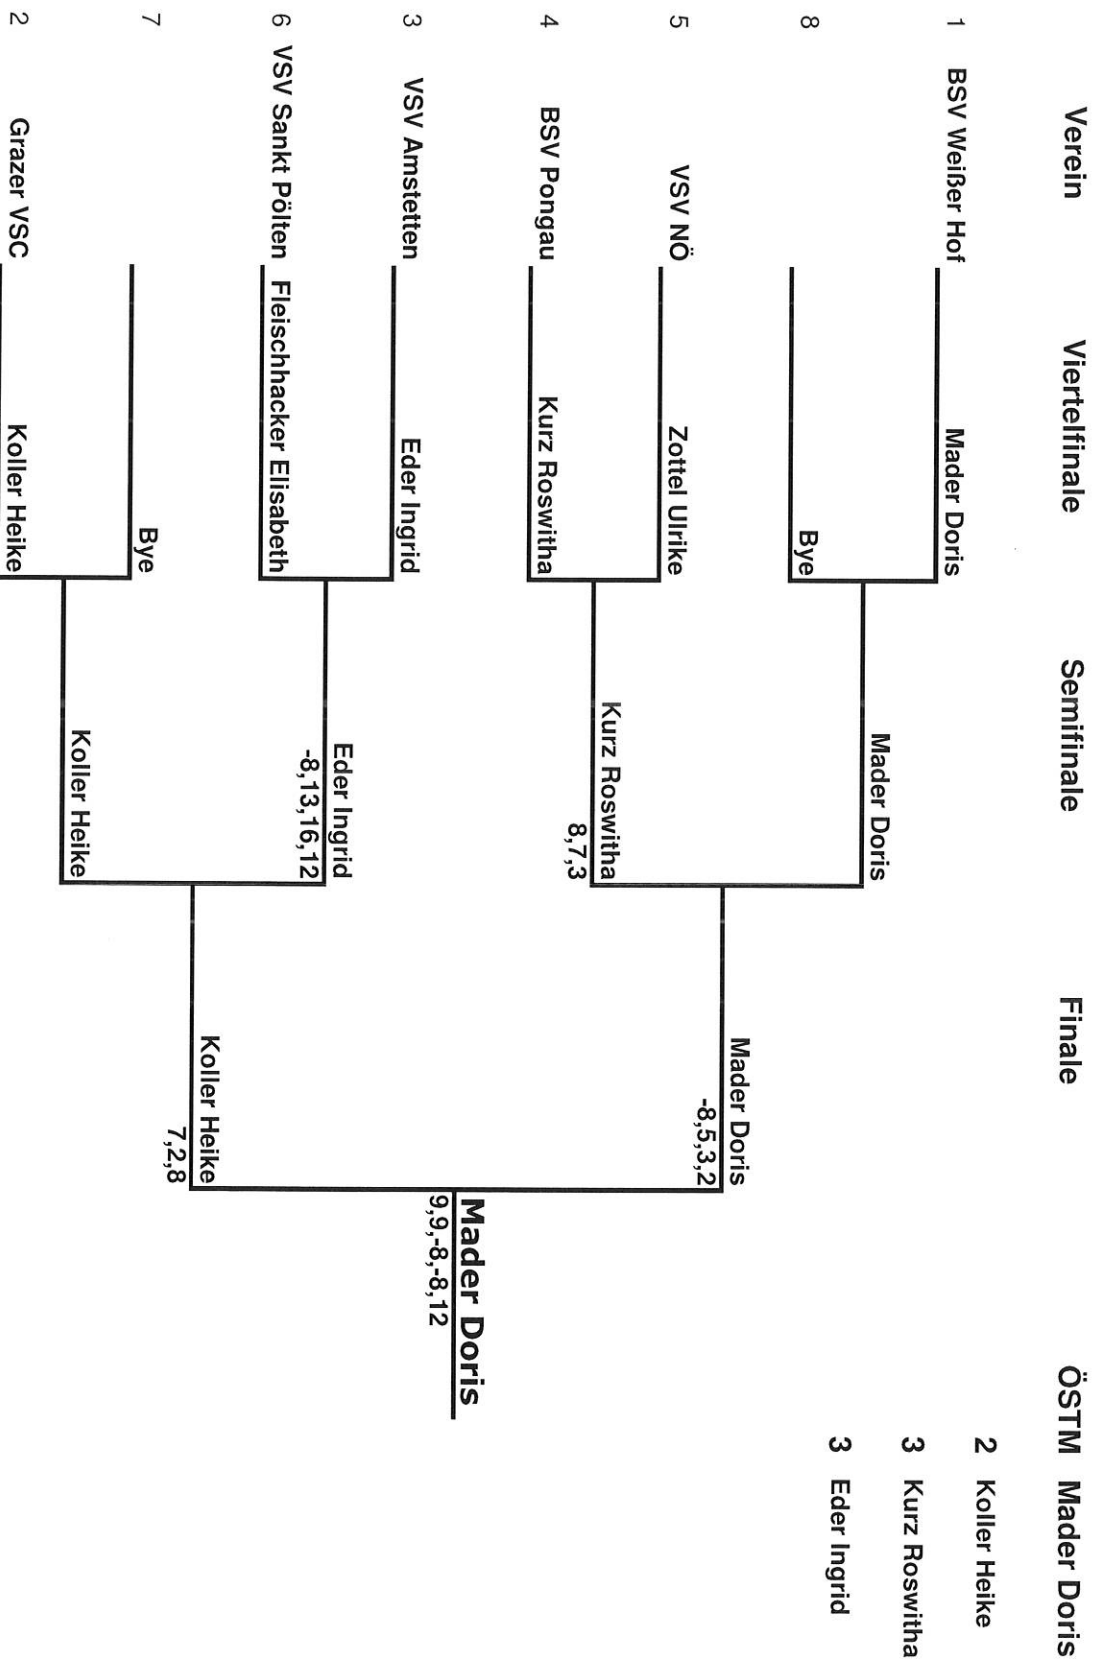 Verein Viertelfinale Semifinale Finale ÖSTM Mader Doris
2 Koller Heike
1 BSV Weißer Hof Mader Doris
3 Kurz Roswitha
Mader Doris
3 Eder Ingrid
8 Bye
Mader Doris
-8,5,3,2
5 VSV NÖ Zottel Ulrike
Kurz Roswitha
8,7,3
4 BSV Pongau Kurz Roswitha
Mader Doris
9,9,-8,-8,12
3 VSV Amstetten Eder Ingrid
Eder Ingrid
-8,13,16,12
6 VSV Sankt Pölten Fleischhacker Elisabeth
Koller Heike
7,2,8
7 Bye
Koller Heike
2 Grazer VSC Koller Heike